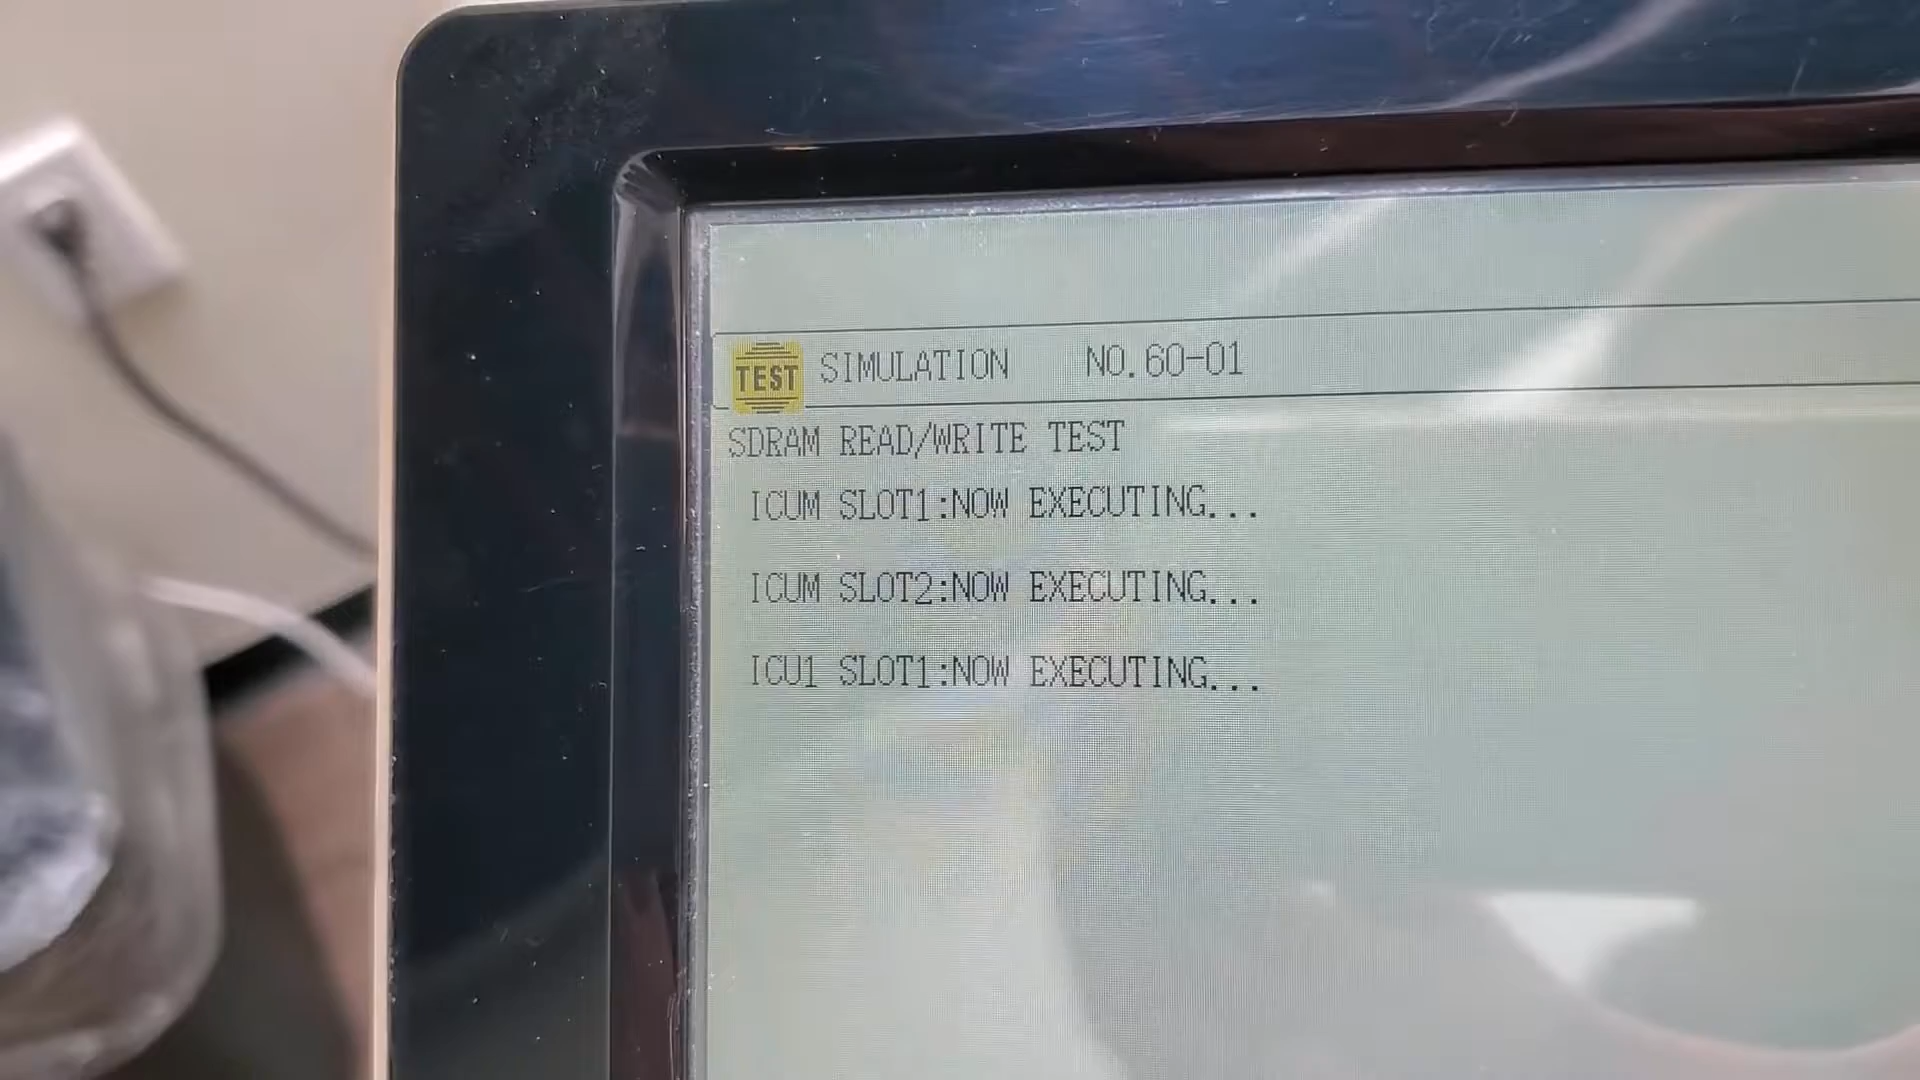 TEST SIMULATION NO.60-01
SDRAM READ/WRITE TEST
ICUM SLOT1:NOW EXECUTING...
ICUM SLOT2:NOW EXECUTING...
ICU1 SLOT1:NOW EXECUTING...